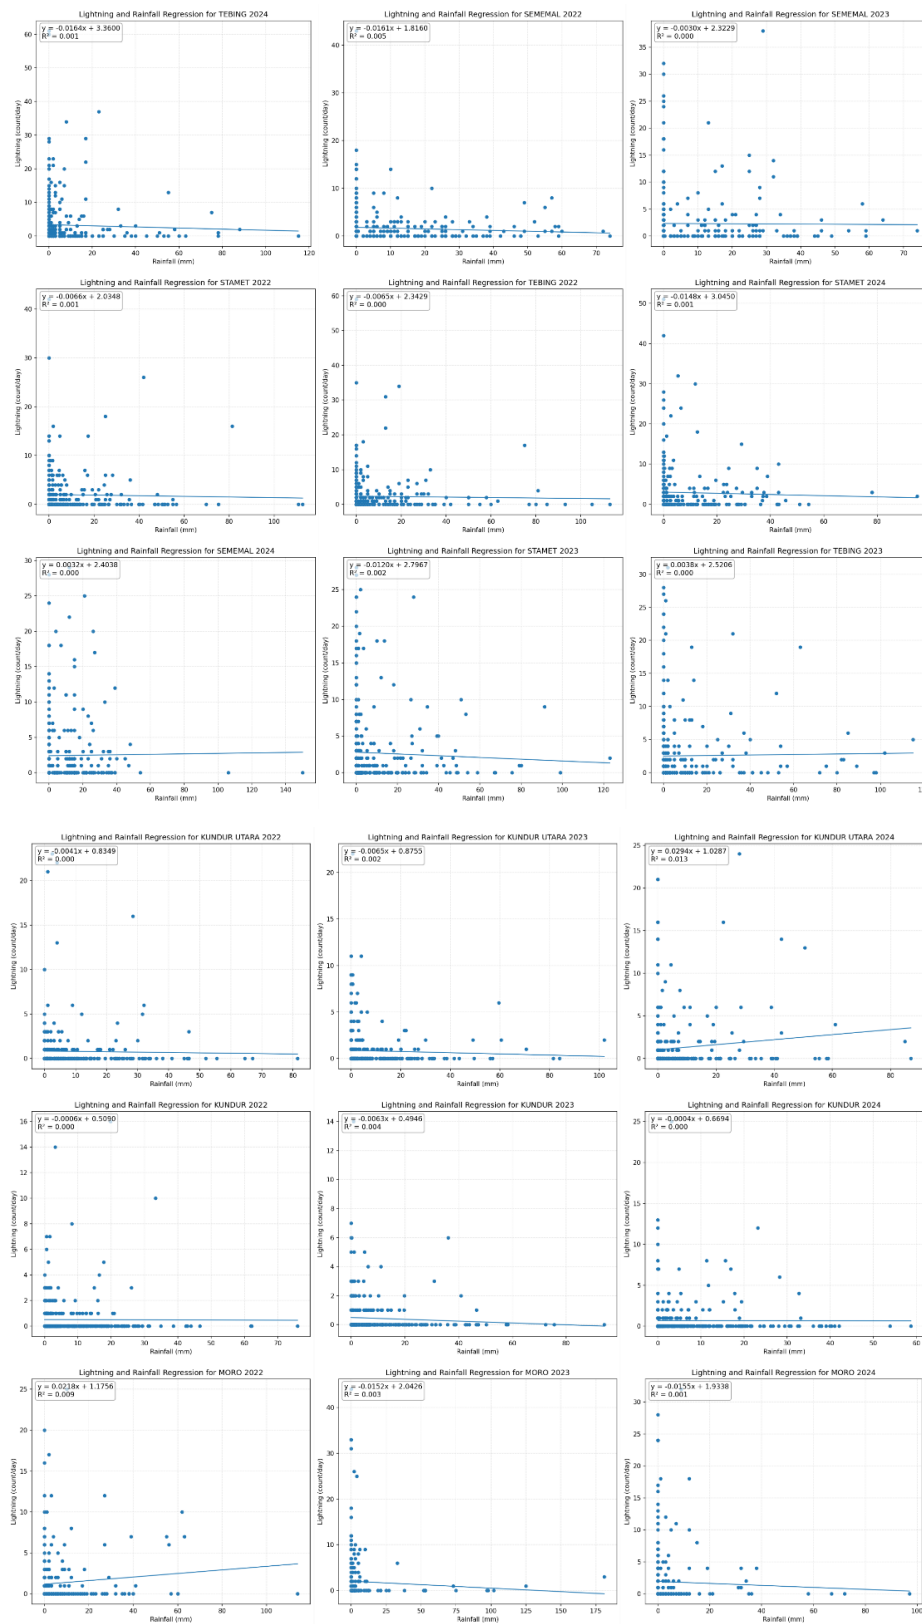 Lightning and Rainfall Regression for TEBING 2024
y = -0.0164x + 3.3600
R² = 0.001
Lightning (count/day)
Rainfall (mm)
Lightning and Rainfall Regression for SEMEMAL 2022
y = -0.0161x + 1.8160
R² = 0.005
Lightning (count/day)
Rainfall (mm)
Lightning and Rainfall Regression for SEMEMAL 2023
y = -0.0030x + 2.3229
R² = 0.000
Lightning (count/day)
Rainfall (mm)
Lightning and Rainfall Regression for STAMET 2022
y = -0.0066x + 2.0348
R² = 0.001
Lightning (count/day)
Rainfall (mm)
Lightning and Rainfall Regression for TEBING 2022
y = -0.0065x + 2.3429
R² = 0.000
Lightning (count/day)
Rainfall (mm)
Lightning and Rainfall Regression for STAMET 2024
y = -0.0148x + 3.0450
R² = 0.001
Lightning (count/day)
Rainfall (mm)
Lightning and Rainfall Regression for SEMEMAL 2024
y = 0.0032x + 2.4038
R² = 0.000
Lightning (count/day)
Rainfall (mm)
Lightning and Rainfall Regression for STAMET 2023
y = -0.0120x + 2.7967
R² = 0.002
Lightning (count/day)
Rainfall (mm)
Lightning and Rainfall Regression for TEBING 2023
y = 0.0038x + 2.5206
R² = 0.000
Lightning (count/day)
Rainfall (mm)
Lightning and Rainfall Regression for KUNDUR UTARA 2022
y = -0.0041x + 0.8349
R² = 0.000
Lightning (count/day)
Rainfall (mm)
Lightning and Rainfall Regression for KUNDUR UTARA 2023
y = -0.0065x + 0.8755
R² = 0.002
Lightning (count/day)
Rainfall (mm)
Lightning and Rainfall Regression for KUNDUR UTARA 2024
y = 0.0294x + 1.0287
R² = 0.013
Lightning (count/day)
Rainfall (mm)
Lightning and Rainfall Regression for KUNDUR 2022
y = -0.0006x + 0.5090
R² = 0.000
Lightning (count/day)
Rainfall (mm)
Lightning and Rainfall Regression for KUNDUR 2023
y = -0.0063x + 0.4946
R² = 0.004
Lightning (count/day)
Rainfall (mm)
Lightning and Rainfall Regression for KUNDUR 2024
y = -0.0004x + 0.6694
R² = 0.000
Lightning (count/day)
Rainfall (mm)
Lightning and Rainfall Regression for MORO 2022
y = 0.0218x + 1.1756
R² = 0.009
Lightning (count/day)
Rainfall (mm)
Lightning and Rainfall Regression for MORO 2023
y = -0.0152x + 2.0426
R² = 0.003
Lightning (count/day)
Rainfall (mm)
Lightning and Rainfall Regression for MORO 2024
y = -0.0155x + 1.9338
R² = 0.001
Lightning (count/day)
Rainfall (mm)